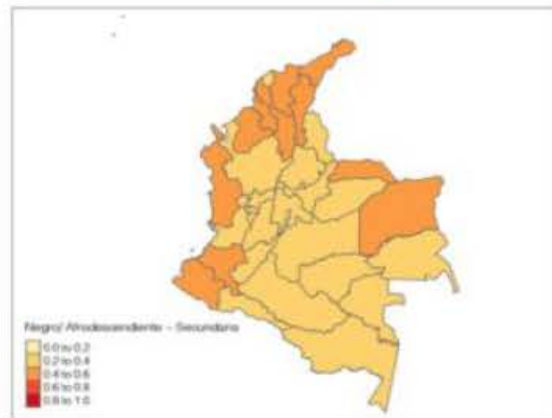 Negro/ Afrodescendiente - Secundaria
0.0 to 0.2
0.2 to 0.4
0.4 to 0.6
0.6 to 0.8
0.8 to 1.0